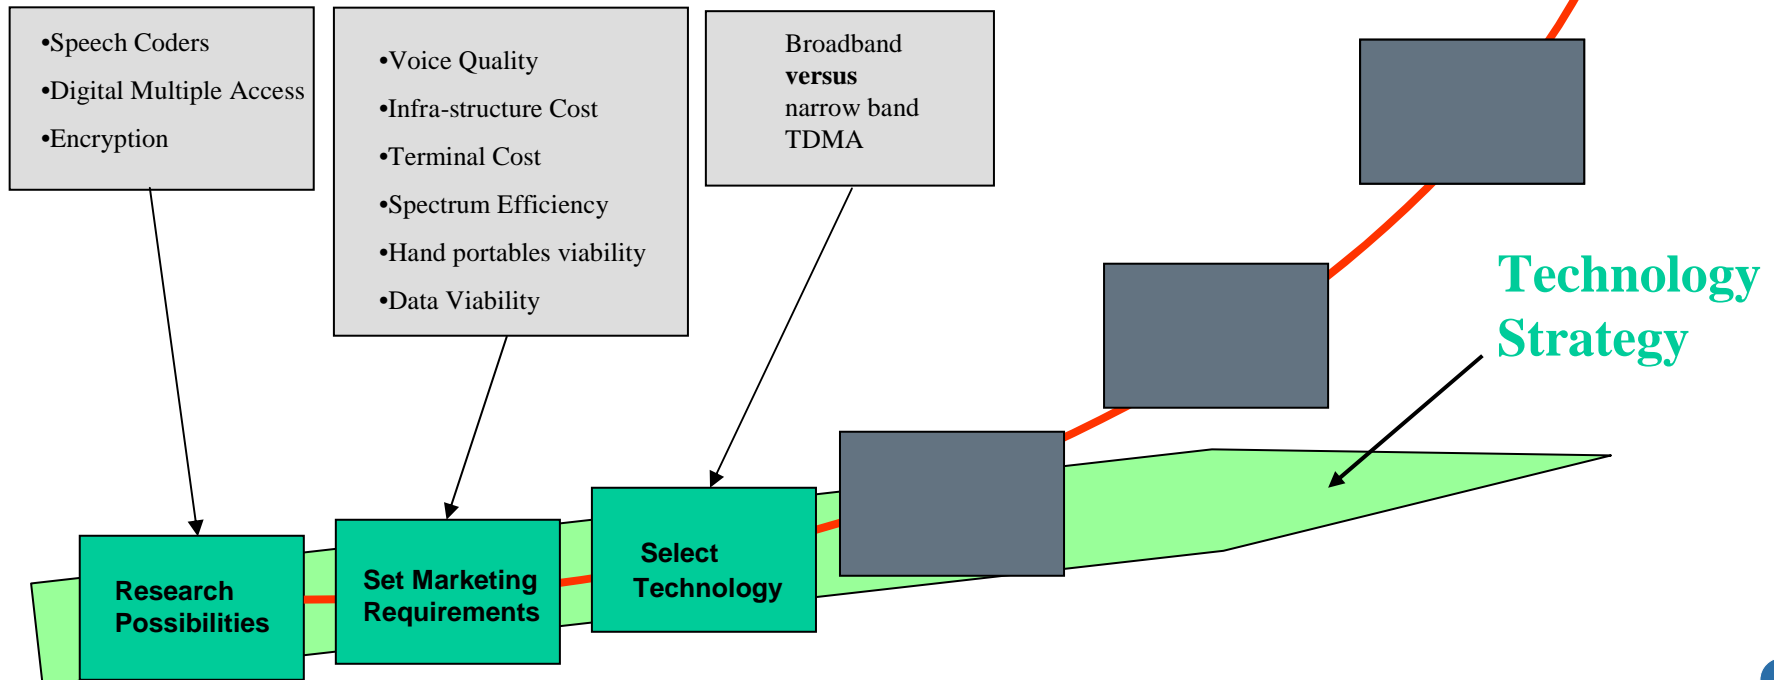 •Speech Coders
•Digital Multiple Access
•Encryption
•Voice Quality
•Infra-structure Cost
•Terminal Cost
•Spectrum Efficiency
•Hand portables viability
•Data Viability
Broadband
versus
narrow band
TDMA
Technology
Strategy
Research
Possibilities
Set Marketing
Requirements
Select
Technology